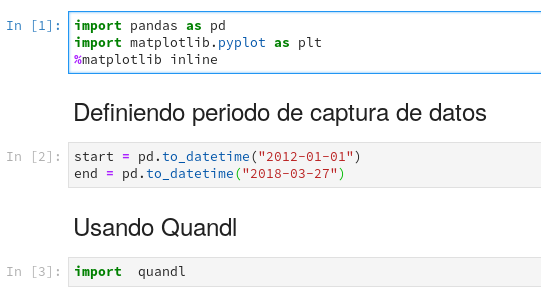 In [1]: import pandas as pd
import matplotlib.pyplot as plt
%matplotlib inline
Definiendo periodo de captura de datos
In [2]: start = pd.to_datetime("2012-01-01")
end = pd.to_datetime("2018-03-27")
Usando Quandl
In [3]: import  quandl